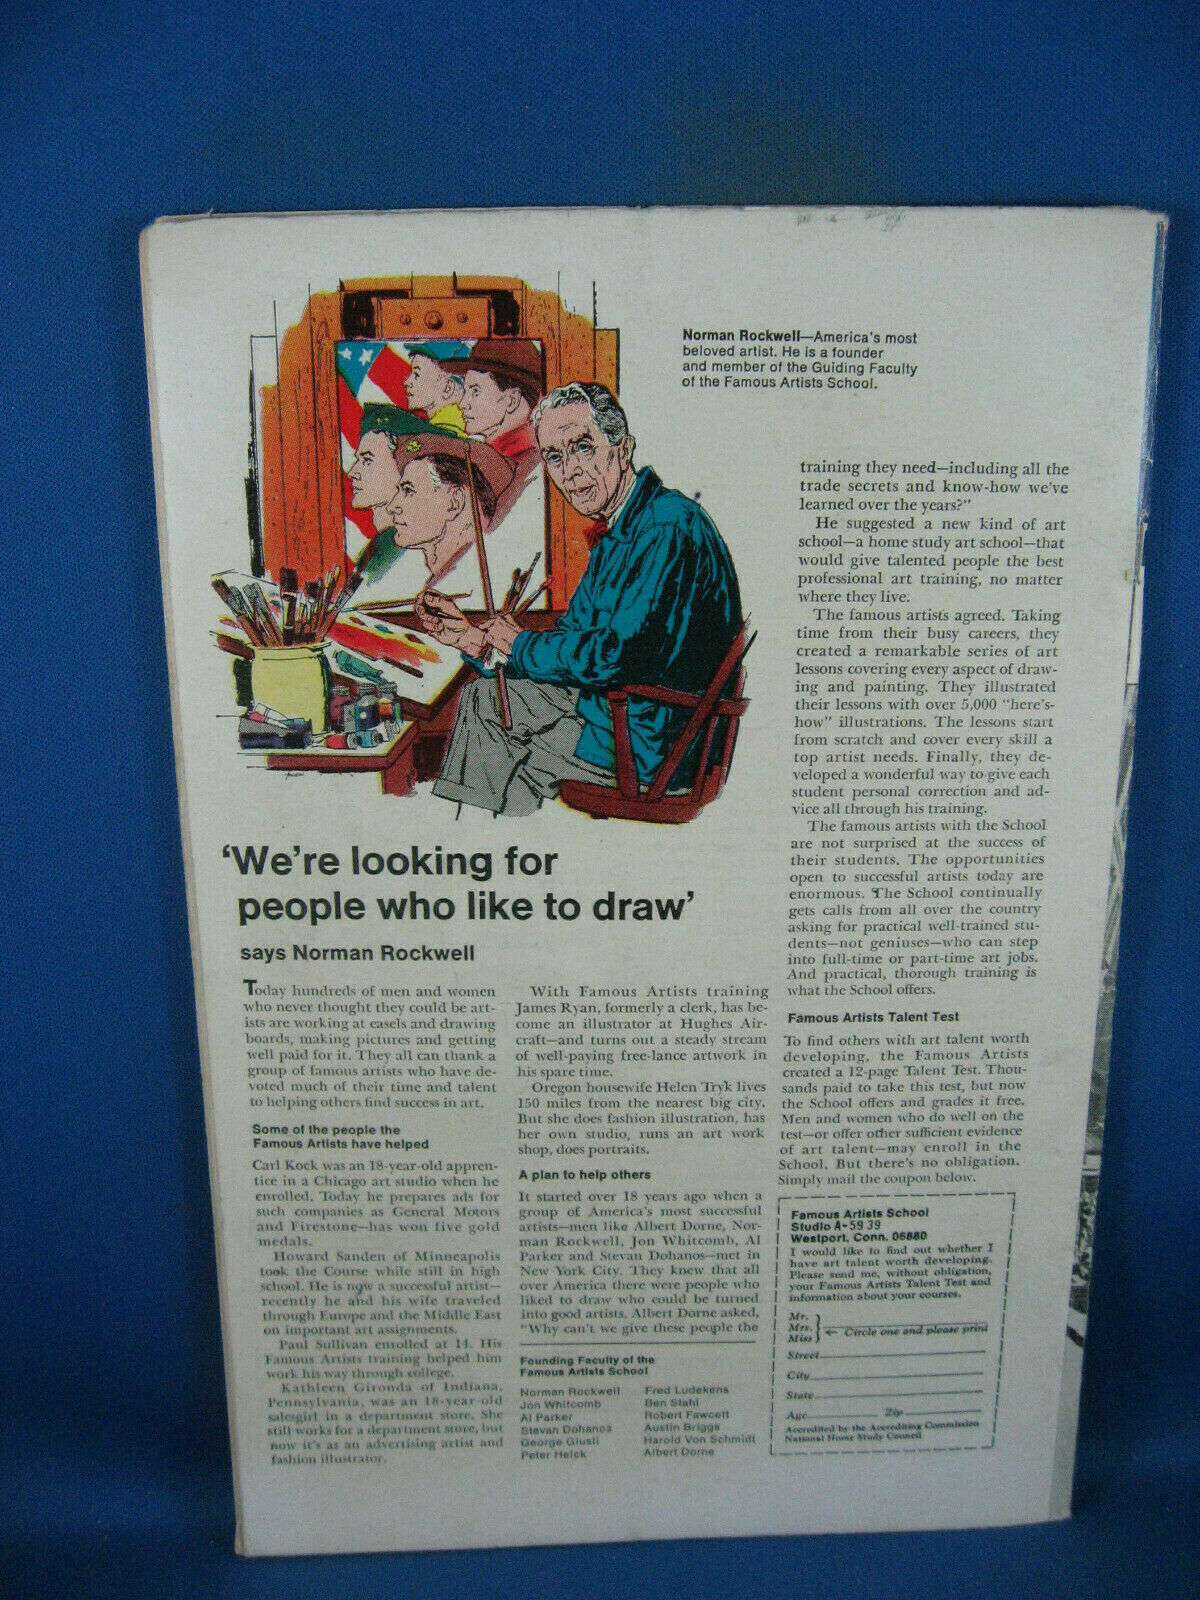 Norman Rockwell—America's most
beloved artist. He is a founder
and member of the Guiding Faculty
of the Famous Artists School.
'We're looking for
people who like to draw'
says Norman Rockwell
Today hundreds of men and women
who never thought they could be art-
ists are working at easels and drawing
boards, making pictures and getting
well paid for it. They all can thank a
group of famous artists who have de-
voted much of their time and talent
to helping others find success in art.
Some of the people the
Famous Artists have helped
Carl Kock was an 18-year-old appren-
tice in a Chicago art studio when he
enrolled. Today he prepares ads for
such companies as General Motors
and Firestone—has won five gold
medals.
Howard Sanden of Minneapolis
took the Course while still in high
school. He is now a successful artist—
recently he and his wife traveled
through Europe and the Middle East
on important art assignments.
Paul Sullivan enrolled at 14. His
Famous Artists training helped him
work his way through college.
Kathleen Gironda of Indiana,
Pennsylvania, was an 18-year-old
salesgirl in a department store. She
still works for a department store, but
now it's as an advertising artist and
fashion illustrator.
With Famous Artists training
James Ryan, formerly a clerk, has be-
come an illustrator at Hughes Air-
craft—and turns out a steady stream
of well-paying free-lance artwork in
his spare time.
Oregon housewife Helen Tryk lives
150 miles from the nearest big city.
But she does fashion illustration, has
her own studio, runs an art work
shop, does portraits.
A plan to help others
It started over 18 years ago when a
group of America's most successful
artists—men like Albert Dorne, Nor-
man Rockwell, Jon Whitcomb, Al
Parker and Stevan Dohanos—met in
New York City. They knew that all
over America there were people who
liked to draw who could be turned
into good artists. Albert Dorne asked,
"Why can't we give these people the
Founding Faculty of the
Famous Artists School
Norman Rockwell
Jon Whitcomb
Al Parker
Stevan Dohanos
George Giusti
Peter Helck
Fred Ludekens
Ben Stahl
Robert Fawcett
Austin Briggs
Harold Von Schmidt
Albert Dorne
training they need—including all the
trade secrets and know-how we've
learned over the years?"
He suggested a new kind of art
school—a home study art school—that
would give talented people the best
professional art training, no matter
where they live.
The famous artists agreed. Taking
time from their busy careers, they
created a remarkable series of art
lessons covering every aspect of draw-
ing and painting. They illustrated
their lessons with over 5,000 "here's-
how" illustrations. The lessons start
from scratch and cover every skill a
top artist needs. Finally, they de-
veloped a wonderful way to give each
student personal correction and ad-
vice all through his training.
The famous artists with the School
are not surprised at the success of
their students. The opportunities
open to successful artists today are
enormous. The School continually
gets calls from all over the country
asking for practical well-trained stu-
dents—not geniuses—who can step
into full-time or part-time art jobs.
And practical, thorough training is
what the School offers.
Famous Artists Talent Test
To find others with art talent worth
developing, the Famous Artists
created a 12-page Talent Test. Thou-
sands paid to take this test, but now
the School offers and grades it free.
Men and women who do well on the
test—or offer other sufficient evidence
of art talent—may enroll in the
School. But there's no obligation.
Simply mail the coupon below.
Famous Artists School
Studio A-5939
Westport, Conn. 06880
I would like to find out whether I
have art talent worth developing.
Please send me, without obligation,
your Famous Artists Talent Test and
information about your courses.
Mr.
Mrs. ← Circle one and please print
Miss
Street
City
State
Age Zip
Accredited by the Accrediting Commission
National Home Study Council